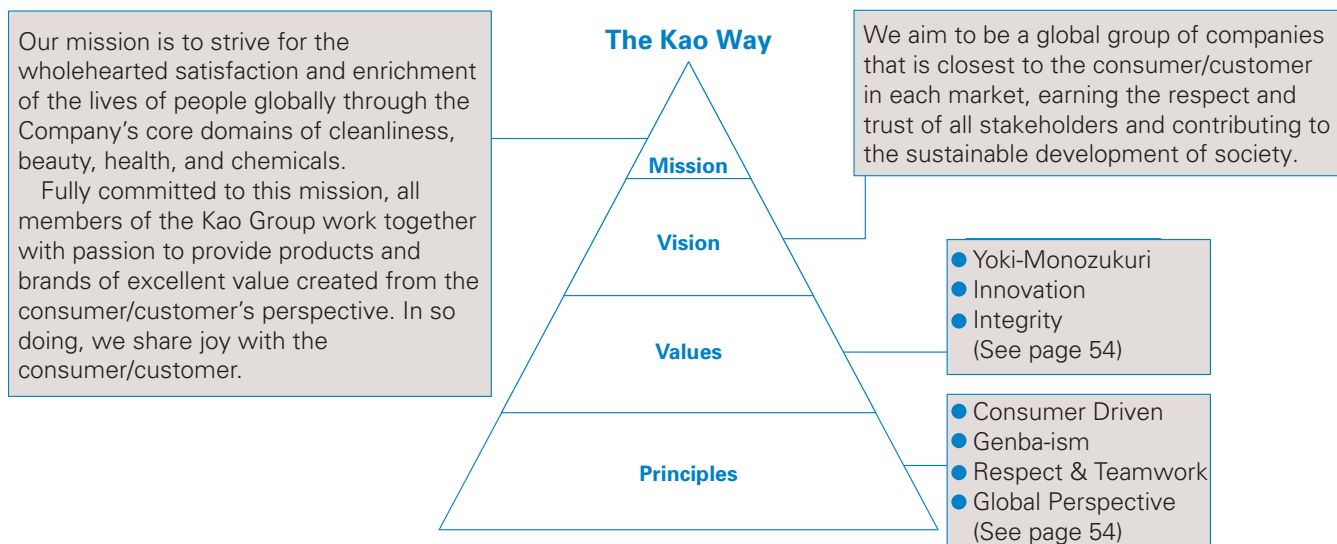 Our mission is to strive for the
wholehearted satisfaction and enrichment
of the lives of people globally through the
Company’s core domains of cleanliness,
beauty, health, and chemicals.
Fully committed to this mission, all
members of the Kao Group work together
with passion to provide products and
brands of excellent value created from the
consumer/customer’s perspective. In so
doing, we share joy with the
consumer/customer.
The Kao Way
Mission
Vision
Values
Principles
We aim to be a global group of companies
that is closest to the consumer/customer
in each market, earning the respect and
trust of all stakeholders and contributing to
the sustainable development of society.
● Yoki-Monozukuri
● Innovation
● Integrity
(See page 54)
● Consumer Driven
● Genba-ism
● Respect & Teamwork
● Global Perspective
(See page 54)